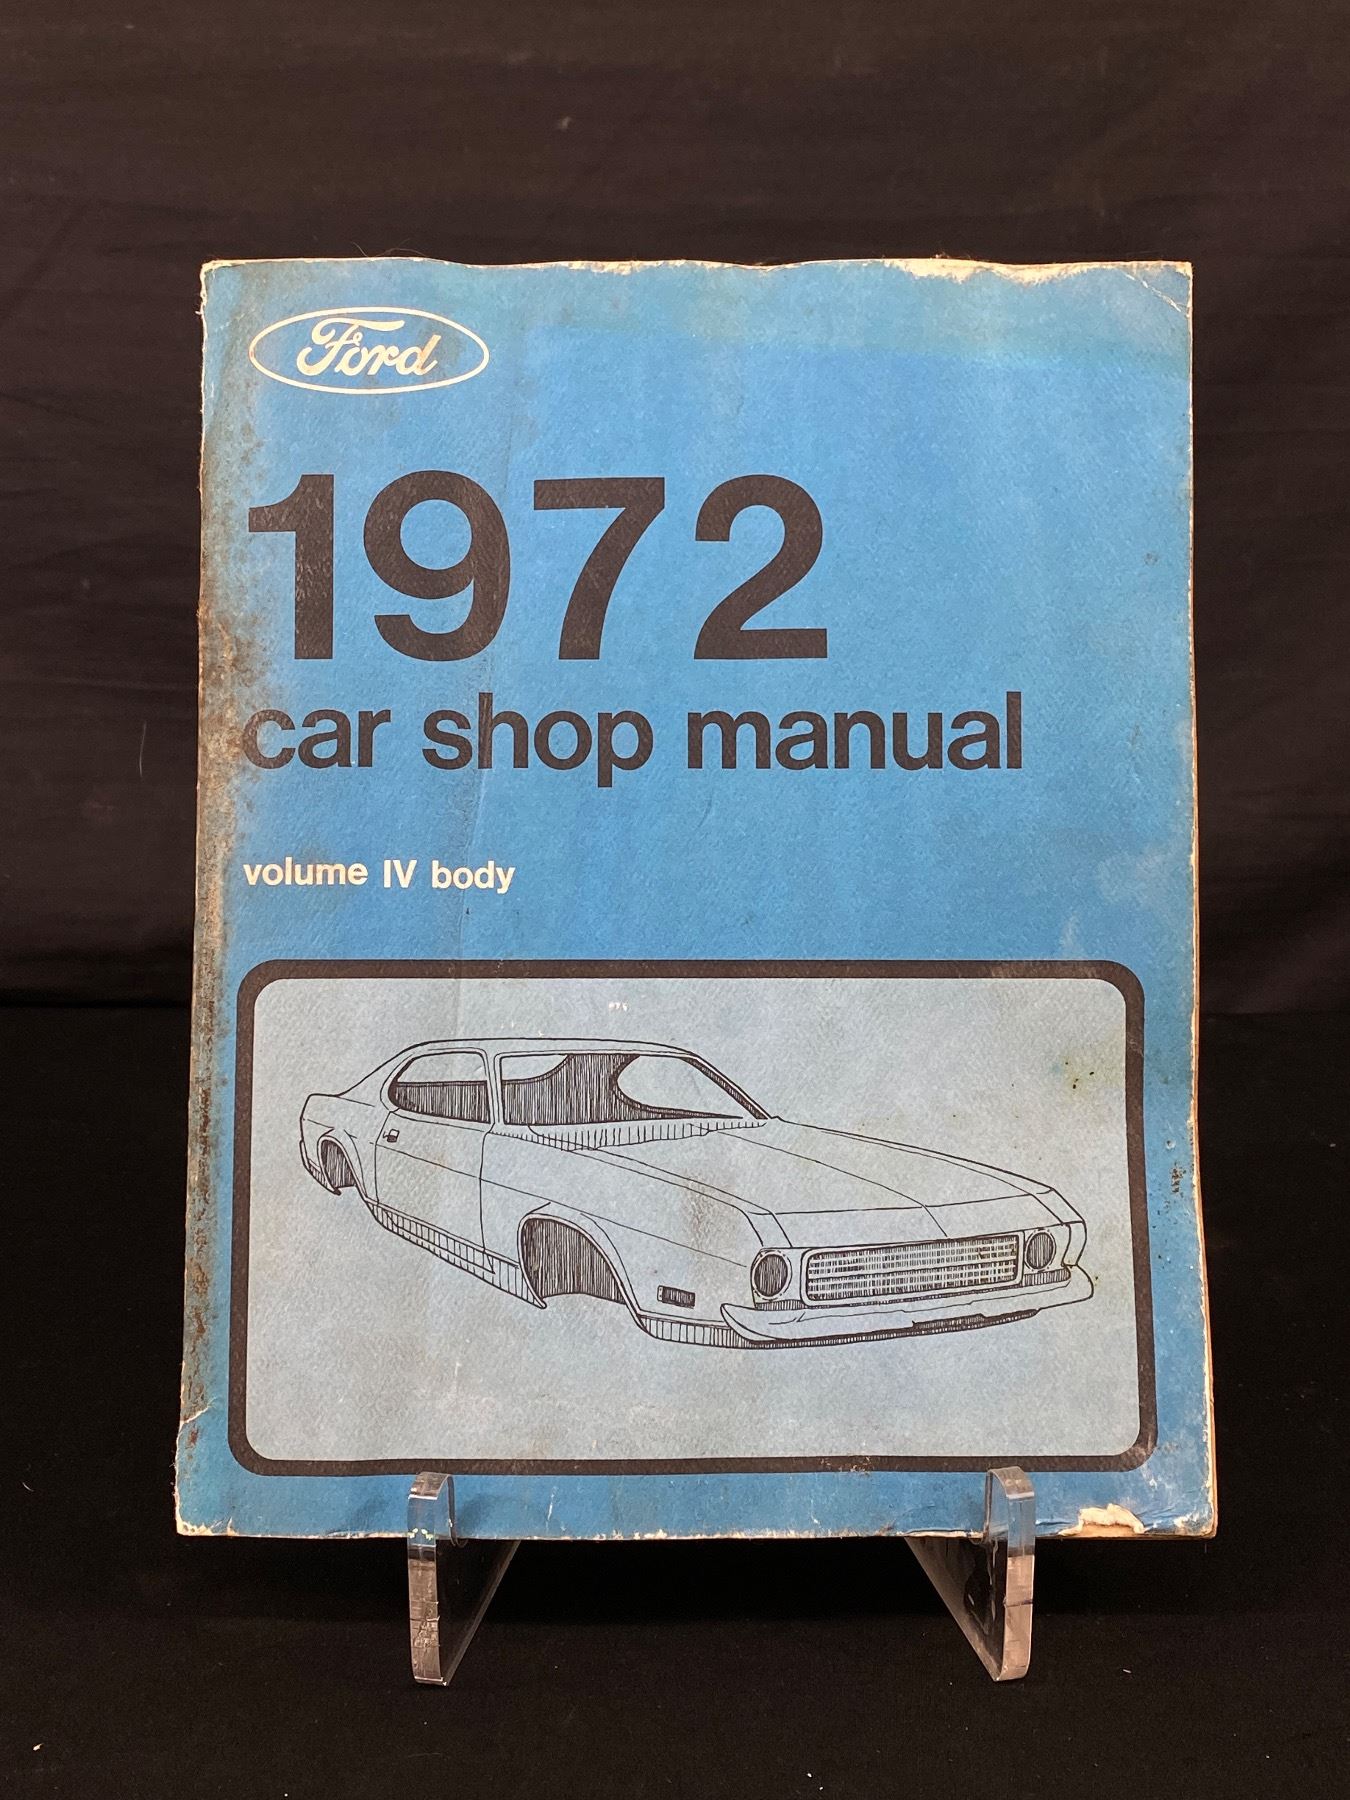 Ford
1972
car shop manual
volume IV body